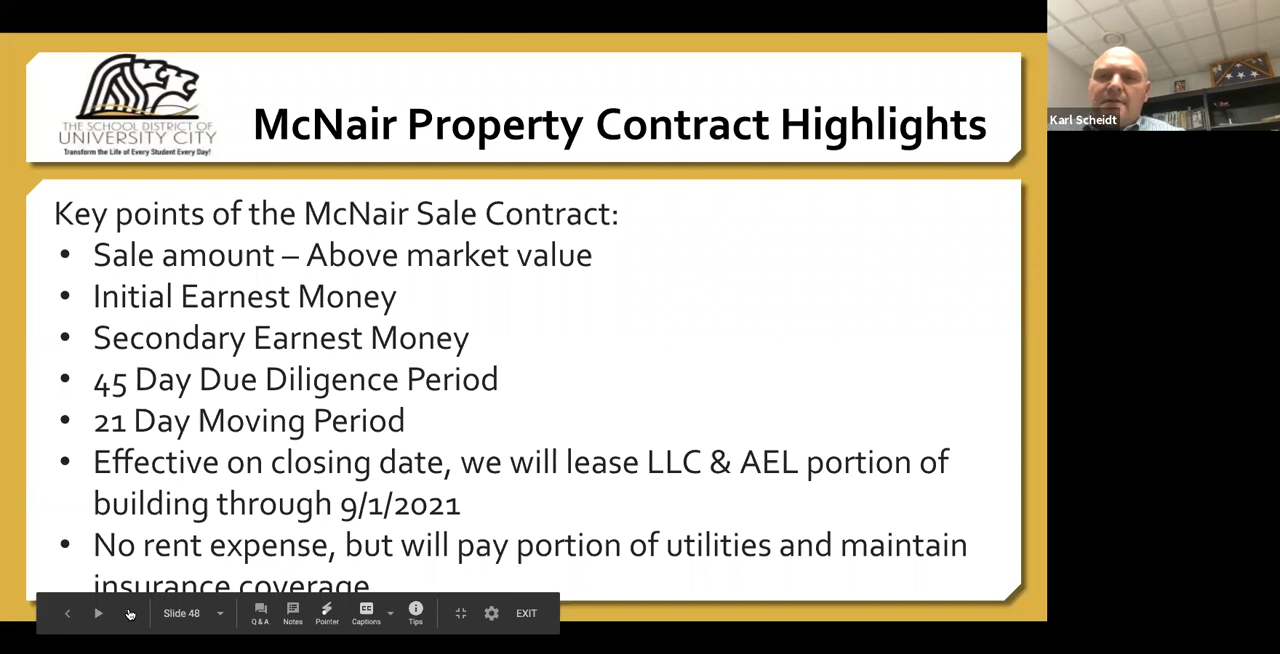 THE SCHOOL DISTRICT OF
UNIVERSITY CITY
Transform the Life of Every Student Every Day!
McNair Property Contract Highlights
Karl Scheidt
Key points of the McNair Sale Contract:
• Sale amount – Above market value
• Initial Earnest Money
• Secondary Earnest Money
• 45 Day Due Diligence Period
• 21 Day Moving Period
• Effective on closing date, we will lease LLC & AEL portion of
building through 9/1/2021
• No rent expense, but will pay portion of utilities and maintain
insurance coverage
Slide 48
Q & A
Notes
Pointer
CC
Captions
Tips
EXIT